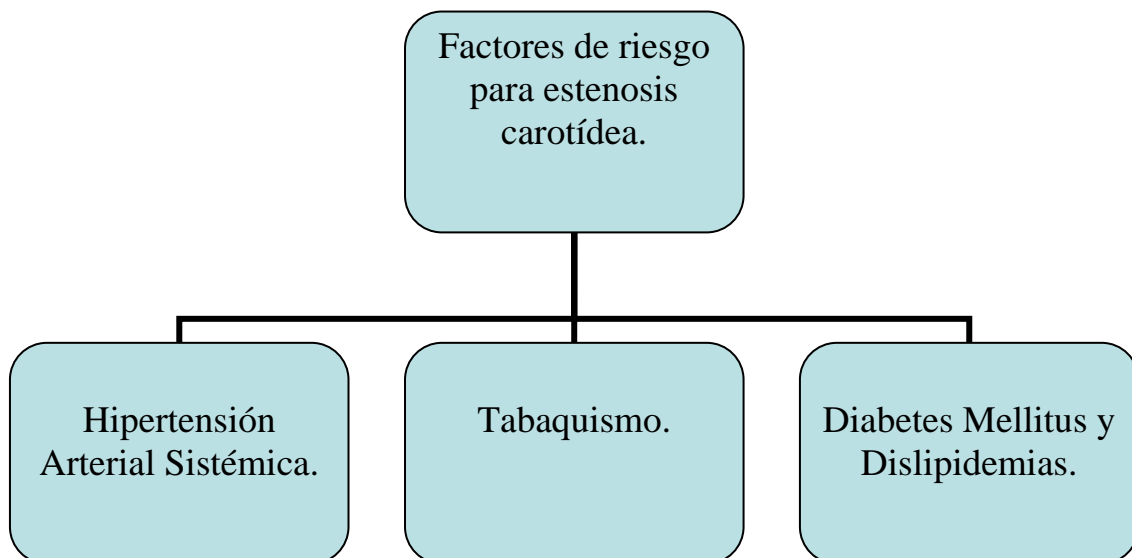 Factores de riesgo
para estenosis
carotídea.
Hipertensión
Arterial Sistémica.
Tabaquismo.
Diabetes Mellitus y
Dislipidemias.